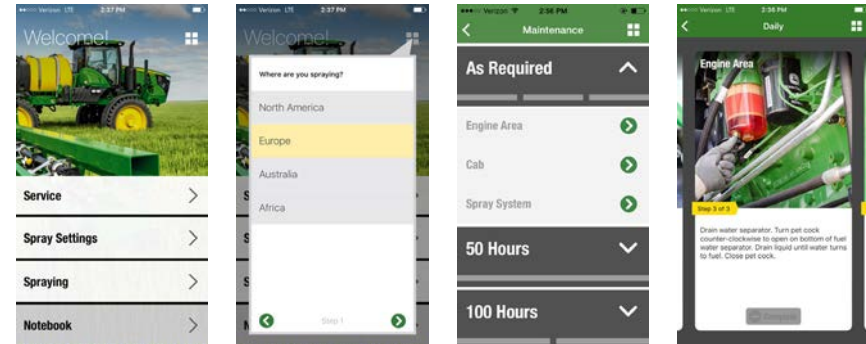 Verizon LTE 2:37 PM
Welcome!
Service
Spray Settings
Spraying
Notebook
Verizon LTE 2:37 PM
Welcome!
Where are you spraying?
North America
Europe
Australia
Africa
Step 1
Verizon 2:56 PM
Maintenance
As Required
Engine Area
Cab
Spray System
50 Hours
100 Hours
Verizon LTE 2:36 PM
Daily
Engine Area
Step 3 of 3
Drain water separator. Turn pet cock
counter-clockwise to open on bottom of fuel
water separator. Drain liquid until water turns
to fuel. Close pet cock.
Complete